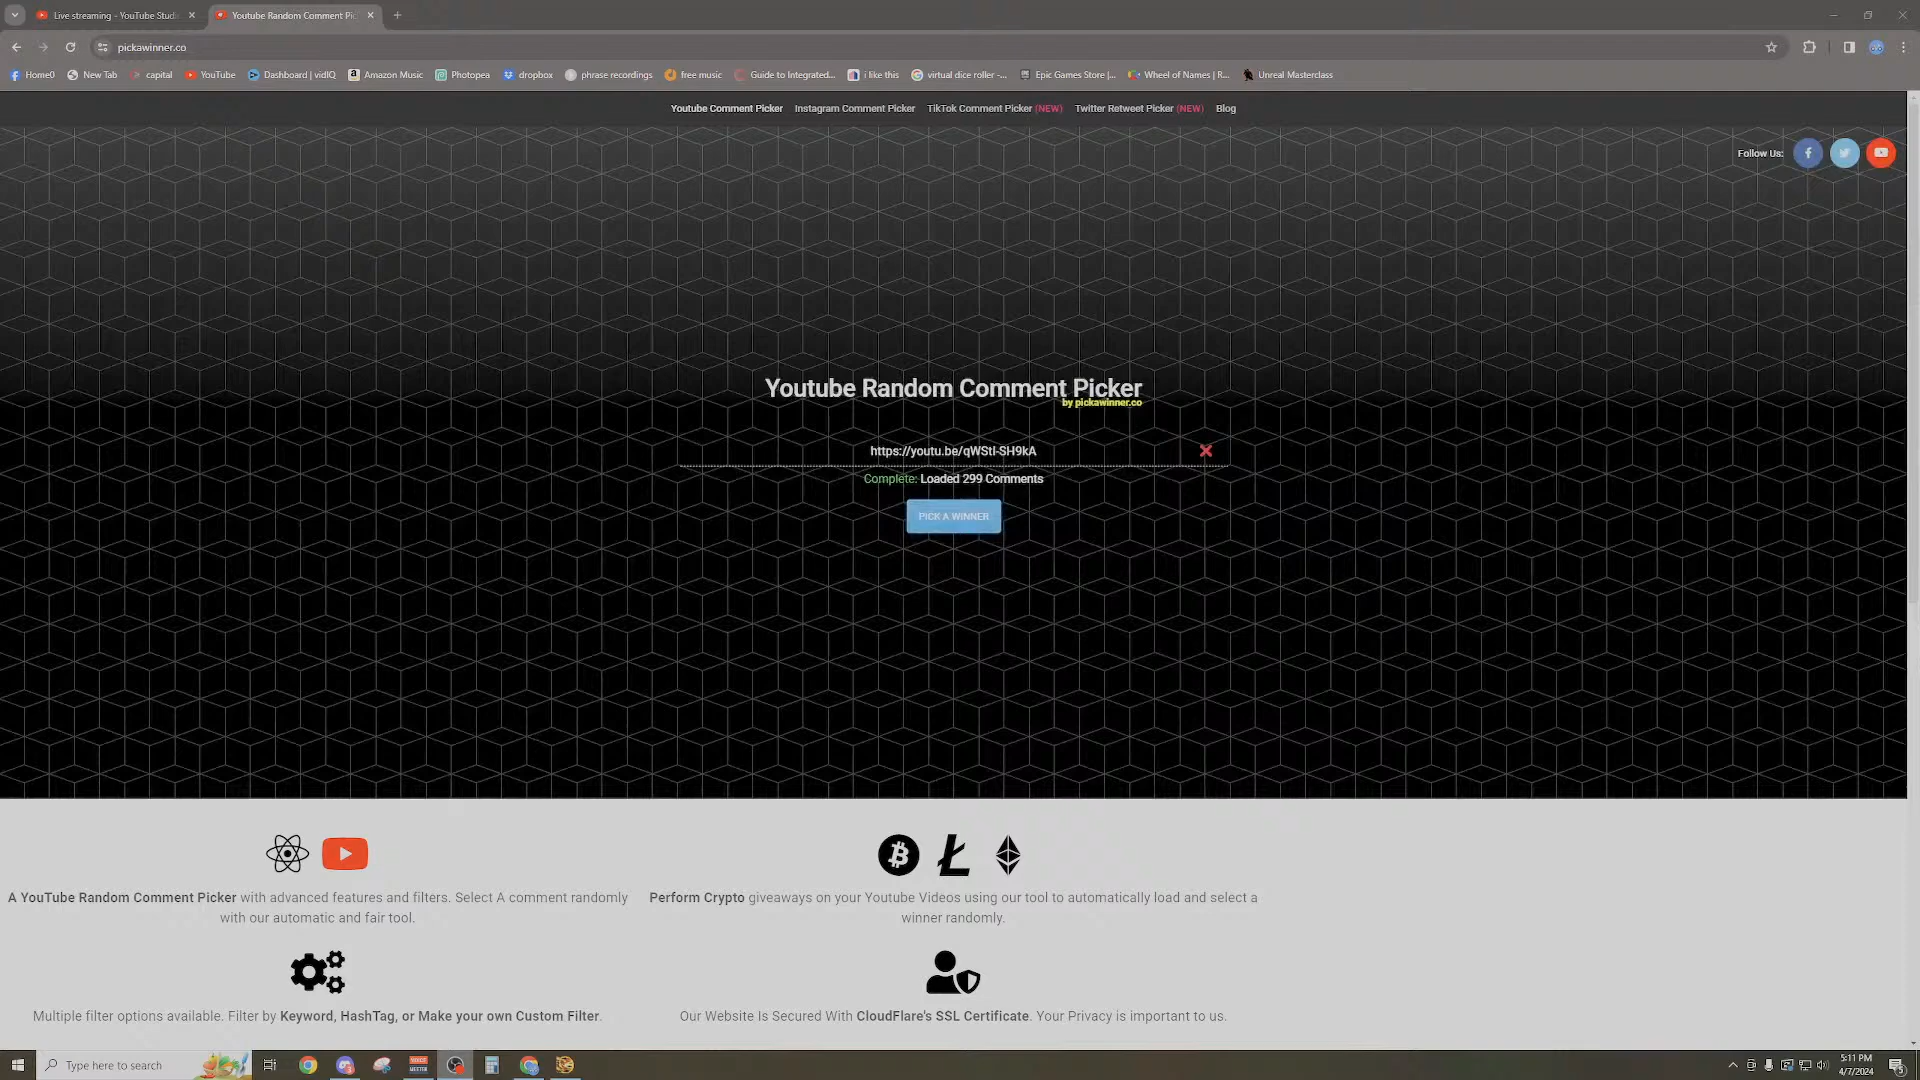 Live streaming - YouTube Studi
Youtube Random Comment Pic
pickawinner.co
Home0
New Tab
capital
YouTube
Dashboard | vidIQ
Amazon Music
Photopea
dropbox
phrase recordings
free music
Guide to Integrated...
i like this
virtual dice roller -...
Epic Games Store |...
Wheel of Names | R...
Unreal Masterclass
Youtube Comment Picker
Instagram Comment Picker
TikTok Comment Picker (NEW)
Twitter Retweet Picker (NEW)
Blog
Follow Us:
Youtube Random Comment Picker
by pickawinner.co
https://youtu.be/qWStI-SH9kA
Complete: Loaded 299 Comments
PICK A WINNER
A YouTube Random Comment Picker with advanced features and filters. Select A comment randomly
with our automatic and fair tool.
Perform Crypto giveaways on your Youtube Videos using our tool to automatically load and select a
winner randomly.
Multiple filter options available. Filter by Keyword, HashTag, or Make your own Custom Filter.
Our Website Is Secured With CloudFlare's SSL Certificate. Your Privacy is important to us.
Type here to search
5:11 PM
4/7/2024